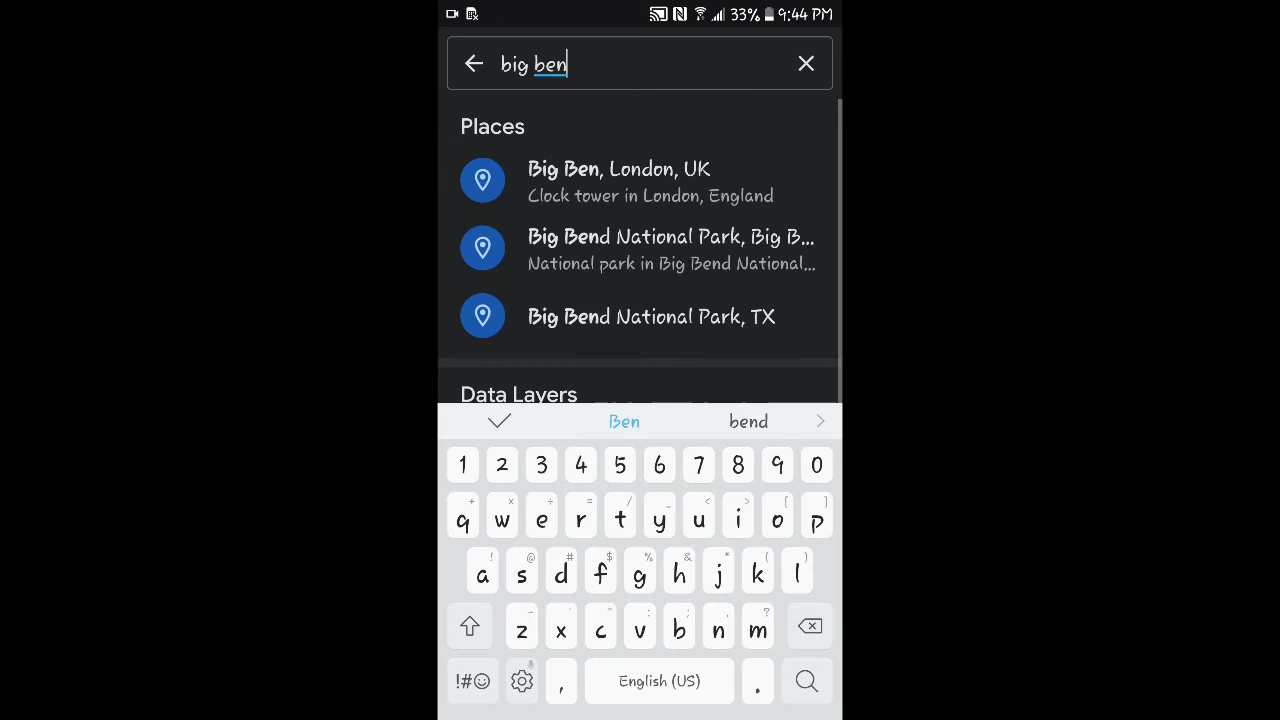 33% 9:44 PM
big ben
Places
Big Ben, London, UK
Clock tower in London, England
Big Bend National Park, Big B...
National park in Big Bend National...
Big Bend National Park, TX
Data Layers
Ben bend
1 2 3 4 5 6 7 8 9 0
+ × ÷ = / _ < > [ ]
q w e r t y u i o p
! @ # $ % & * ( )
a s d f g h j k l
- ' " : ; , ?
z x c v b n m
!#☺ , English (US) .